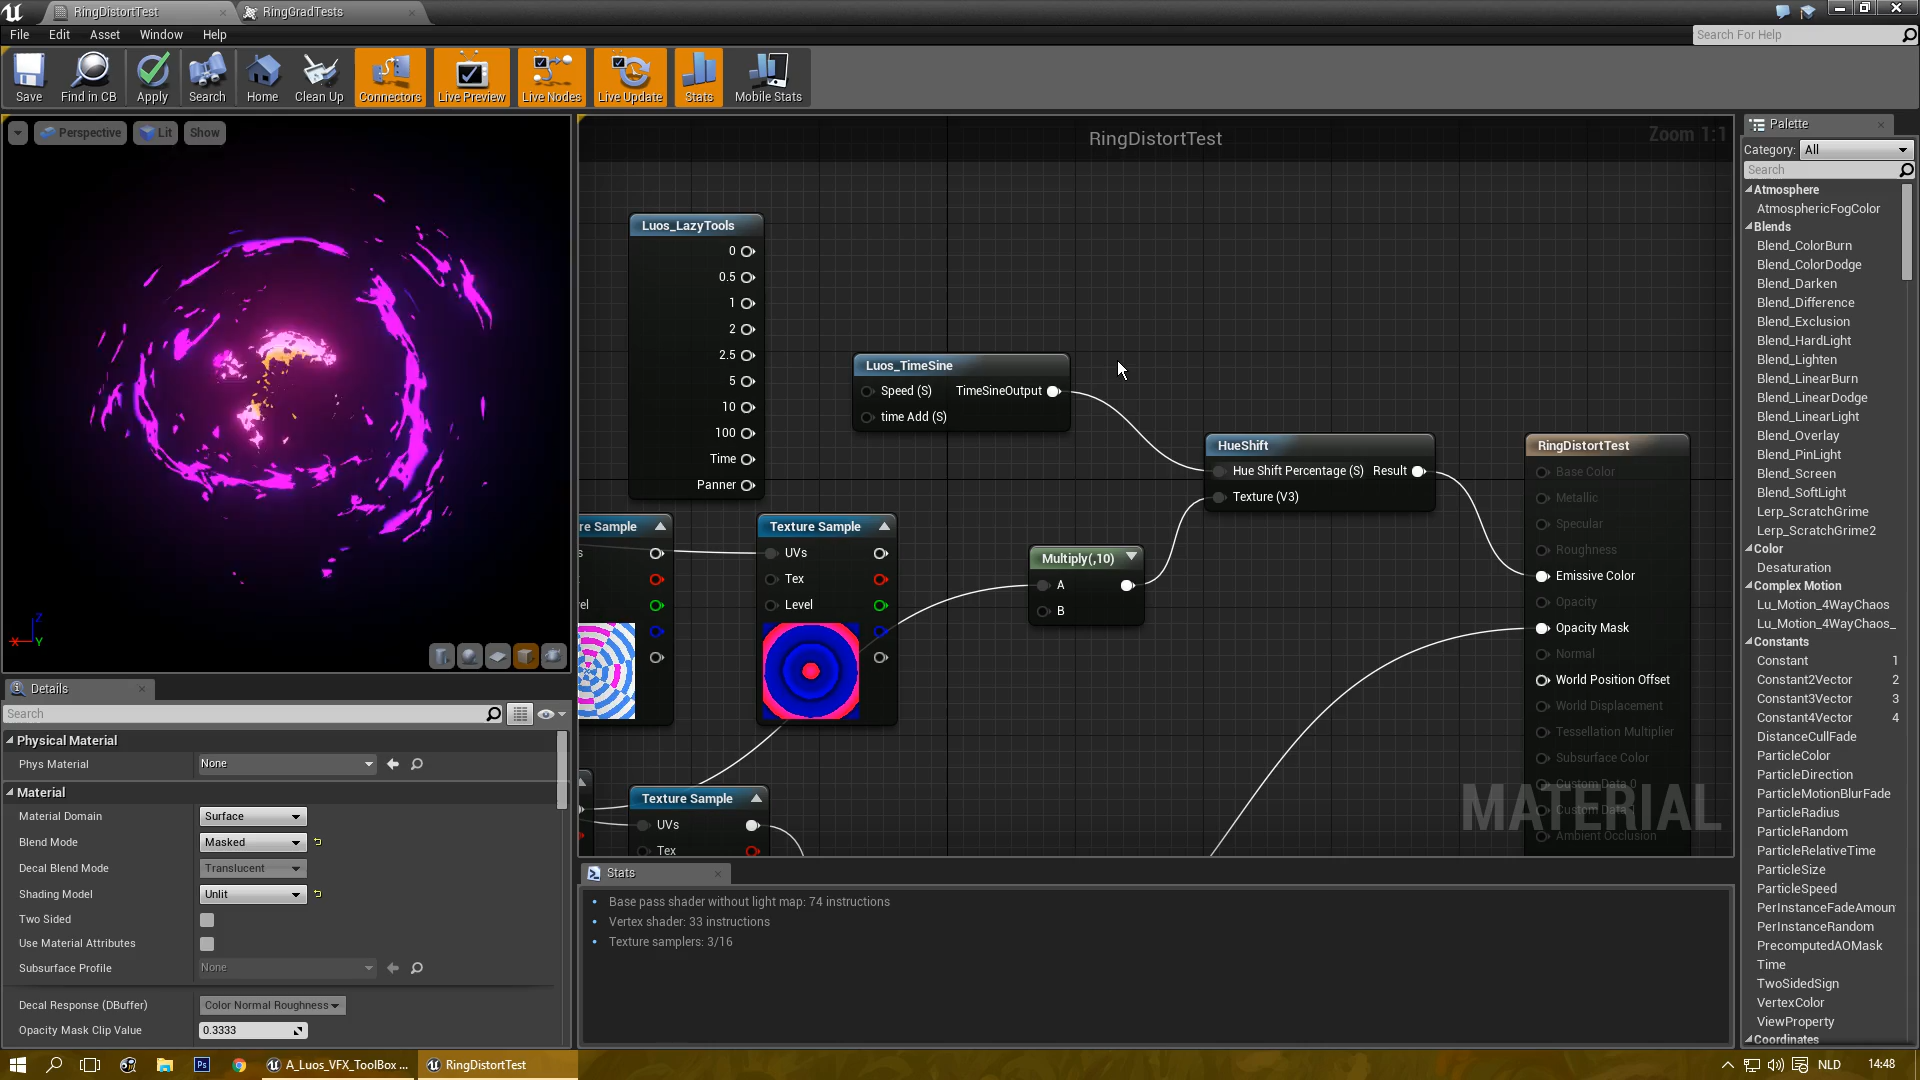 RingDistortTest
RingGradTests
File Edit Asset Window Help
Search For Help
Save
Find in CB
Apply
Search
Home
Clean Up
Connectors
Live Preview
Live Nodes
Live Update
Stats
Mobile Stats
Perspective
Lit
Show
X
Y
Z
Details
Search
Physical Material
Phys Material
None
Material
Material Domain
Surface
Blend Mode
Masked
Decal Blend Mode
Translucent
Shading Model
Unlit
Two Sided
Use Material Attributes
Subsurface Profile
None
Decal Response (DBuffer)
Color Normal Roughness
Opacity Mask Clip Value
0.3333
RingDistortTest
Zoom 1:1
Luos_LazyTools
0
0.5
1
2
2.5
5
10
100
Time
Panner
Luos_TimeSine
Speed (S) TimeSineOutput
time Add (S)
HueShift
Hue Shift Percentage (S) Result
Texture (V3)
Multiply(,10)
A
B
re Sample
s
el
Texture Sample
UVs
Tex
Level
Texture Sample
UVs
Tex
RingDistortTest
Base Color
Metallic
Specular
Roughness
Emissive Color
Opacity
Opacity Mask
Normal
World Position Offset
World Displacement
Tessellation Multiplier
Subsurface Color
Custom Data 0
Custom Data
Ambient Occlusion
MATERIAL
Stats
Base pass shader without light map: 74 instructions
Vertex shader: 33 instructions
Texture samplers: 3/16
Palette
Category: All
Search
Atmosphere
AtmosphericFogColor
Blends
Blend_ColorBurn
Blend_ColorDodge
Blend_Darken
Blend_Difference
Blend_Exclusion
Blend_HardLight
Blend_Lighten
Blend_LinearBurn
Blend_LinearDodge
Blend_LinearLight
Blend_Overlay
Blend_PinLight
Blend_Screen
Blend_SoftLight
Lerp_ScratchGrime
Lerp_ScratchGrime2
Color
Desaturation
Complex Motion
Lu_Motion_4WayChaos
Lu_Motion_4WayChaos_
Constants
Constant 1
Constant2Vector 2
Constant3Vector 3
Constant4Vector 4
DistanceCullFade
ParticleColor
ParticleDirection
ParticleMotionBlurFade
ParticleRadius
ParticleRandom
ParticleRelativeTime
ParticleSize
ParticleSpeed
PerInstanceFadeAmoun
PerInstanceRandom
PrecomputedAOMask
Time
TwoSidedSign
VertexColor
ViewProperty
Coordinates
Ps
A_Luos_VFX_ToolBox ...
RingDistortTest
NLD
14:48